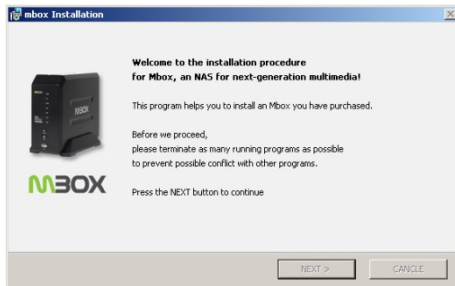 mbox Installation
Welcome to the installation procedure
for Mbox, an NAS for next-generation multimedia!
This program helps you to install an Mbox you have purchased.
Before we proceed,
please terminate as many running programs as possible
to prevent possible conflict with other programs.
MBOX
MBOX
Press the NEXT button to continue
NEXT >
CANCLE